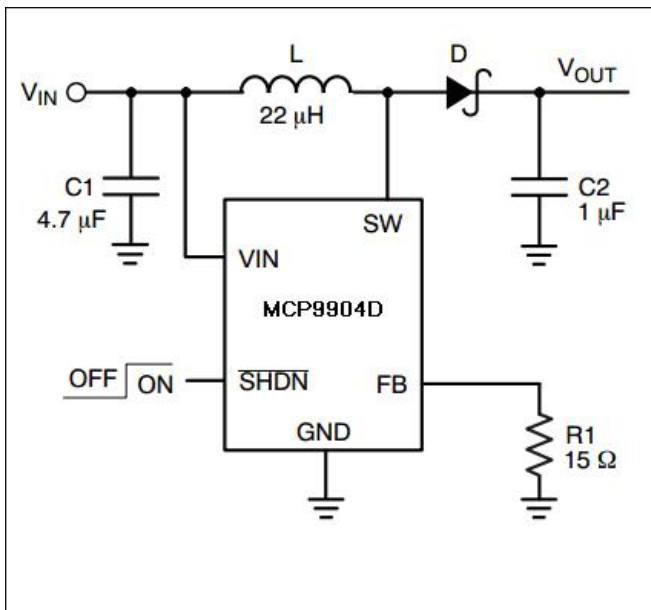 L
D
VIN
VOUT
22 μH
C1
4.7 μF
C2
1 μF
SW
VIN
MCP9904D
OFF ON
SHDN
FB
GND
R1
15 Ω